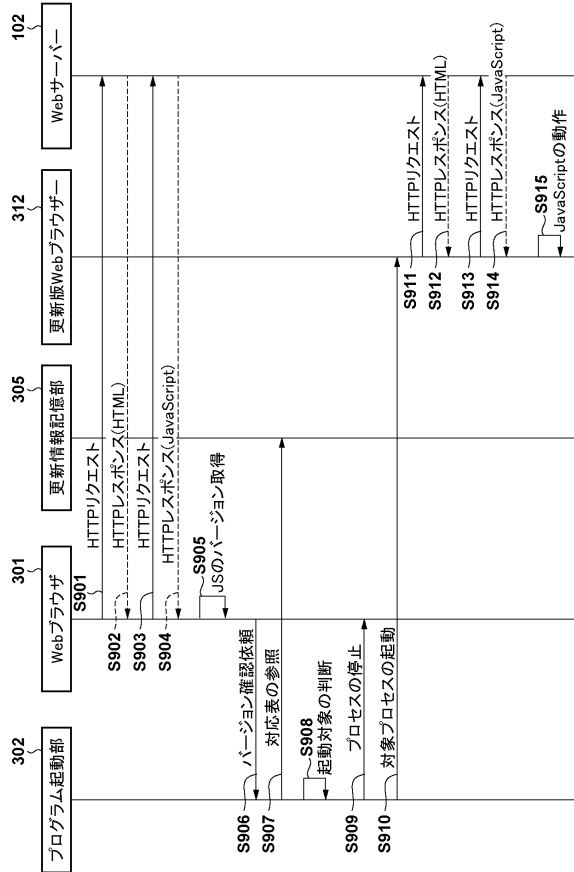 302
プログラム起動部
301
Webブラウザ
305
更新情報記憶部
312
更新版Webブラウザー
102
Webサーバー
S901
HTTPリクエスト
S902
HTTPレスポンス(HTML)
S903
HTTPリクエスト
S904
HTTPレスポンス(JavaScript)
S905
JSのバージョン取得
S906
バージョン確認依頼
S907
対応表の参照
S908
起動対象の判断
S909
プロセスの停止
S910
対象プロセスの起動
S911
HTTPリクエスト
S912
HTTPレスポンス(HTML)
S913
HTTPリクエスト
S914
HTTPレスポンス(JavaScript)
S915
JavaScriptの動作